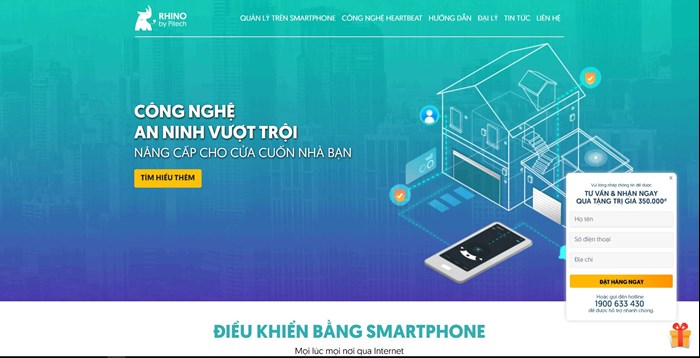 RHINO
by Pitech
QUẢN LÝ TRÊN SMARTPHONE CÔNG NGHỆ HEARTBEAT HƯỚNG DẪN ĐẠI LÝ TIN TỨC LIÊN HỆ
CÔNG NGHỆ
AN NINH VƯỢT TRỘI
NÂNG CẤP CHO CỬA CUỐN NHÀ BẠN
TÌM HIỂU THÊM
x
Vui lòng nhập thông tin để được
TƯ VẤN & NHẬN NGAY
QUÀ TẶNG TRỊ GIÁ 350.000đ
Họ tên
Số điện thoại
Địa chỉ
ĐẶT HÀNG NGAY
Hoặc gọi đến hotline
1900 633 430
để được hỗ trợ nhanh chóng.
ĐIỀU KHIỂN BẰNG SMARTPHONE
Mọi lúc mọi nơi qua Internet